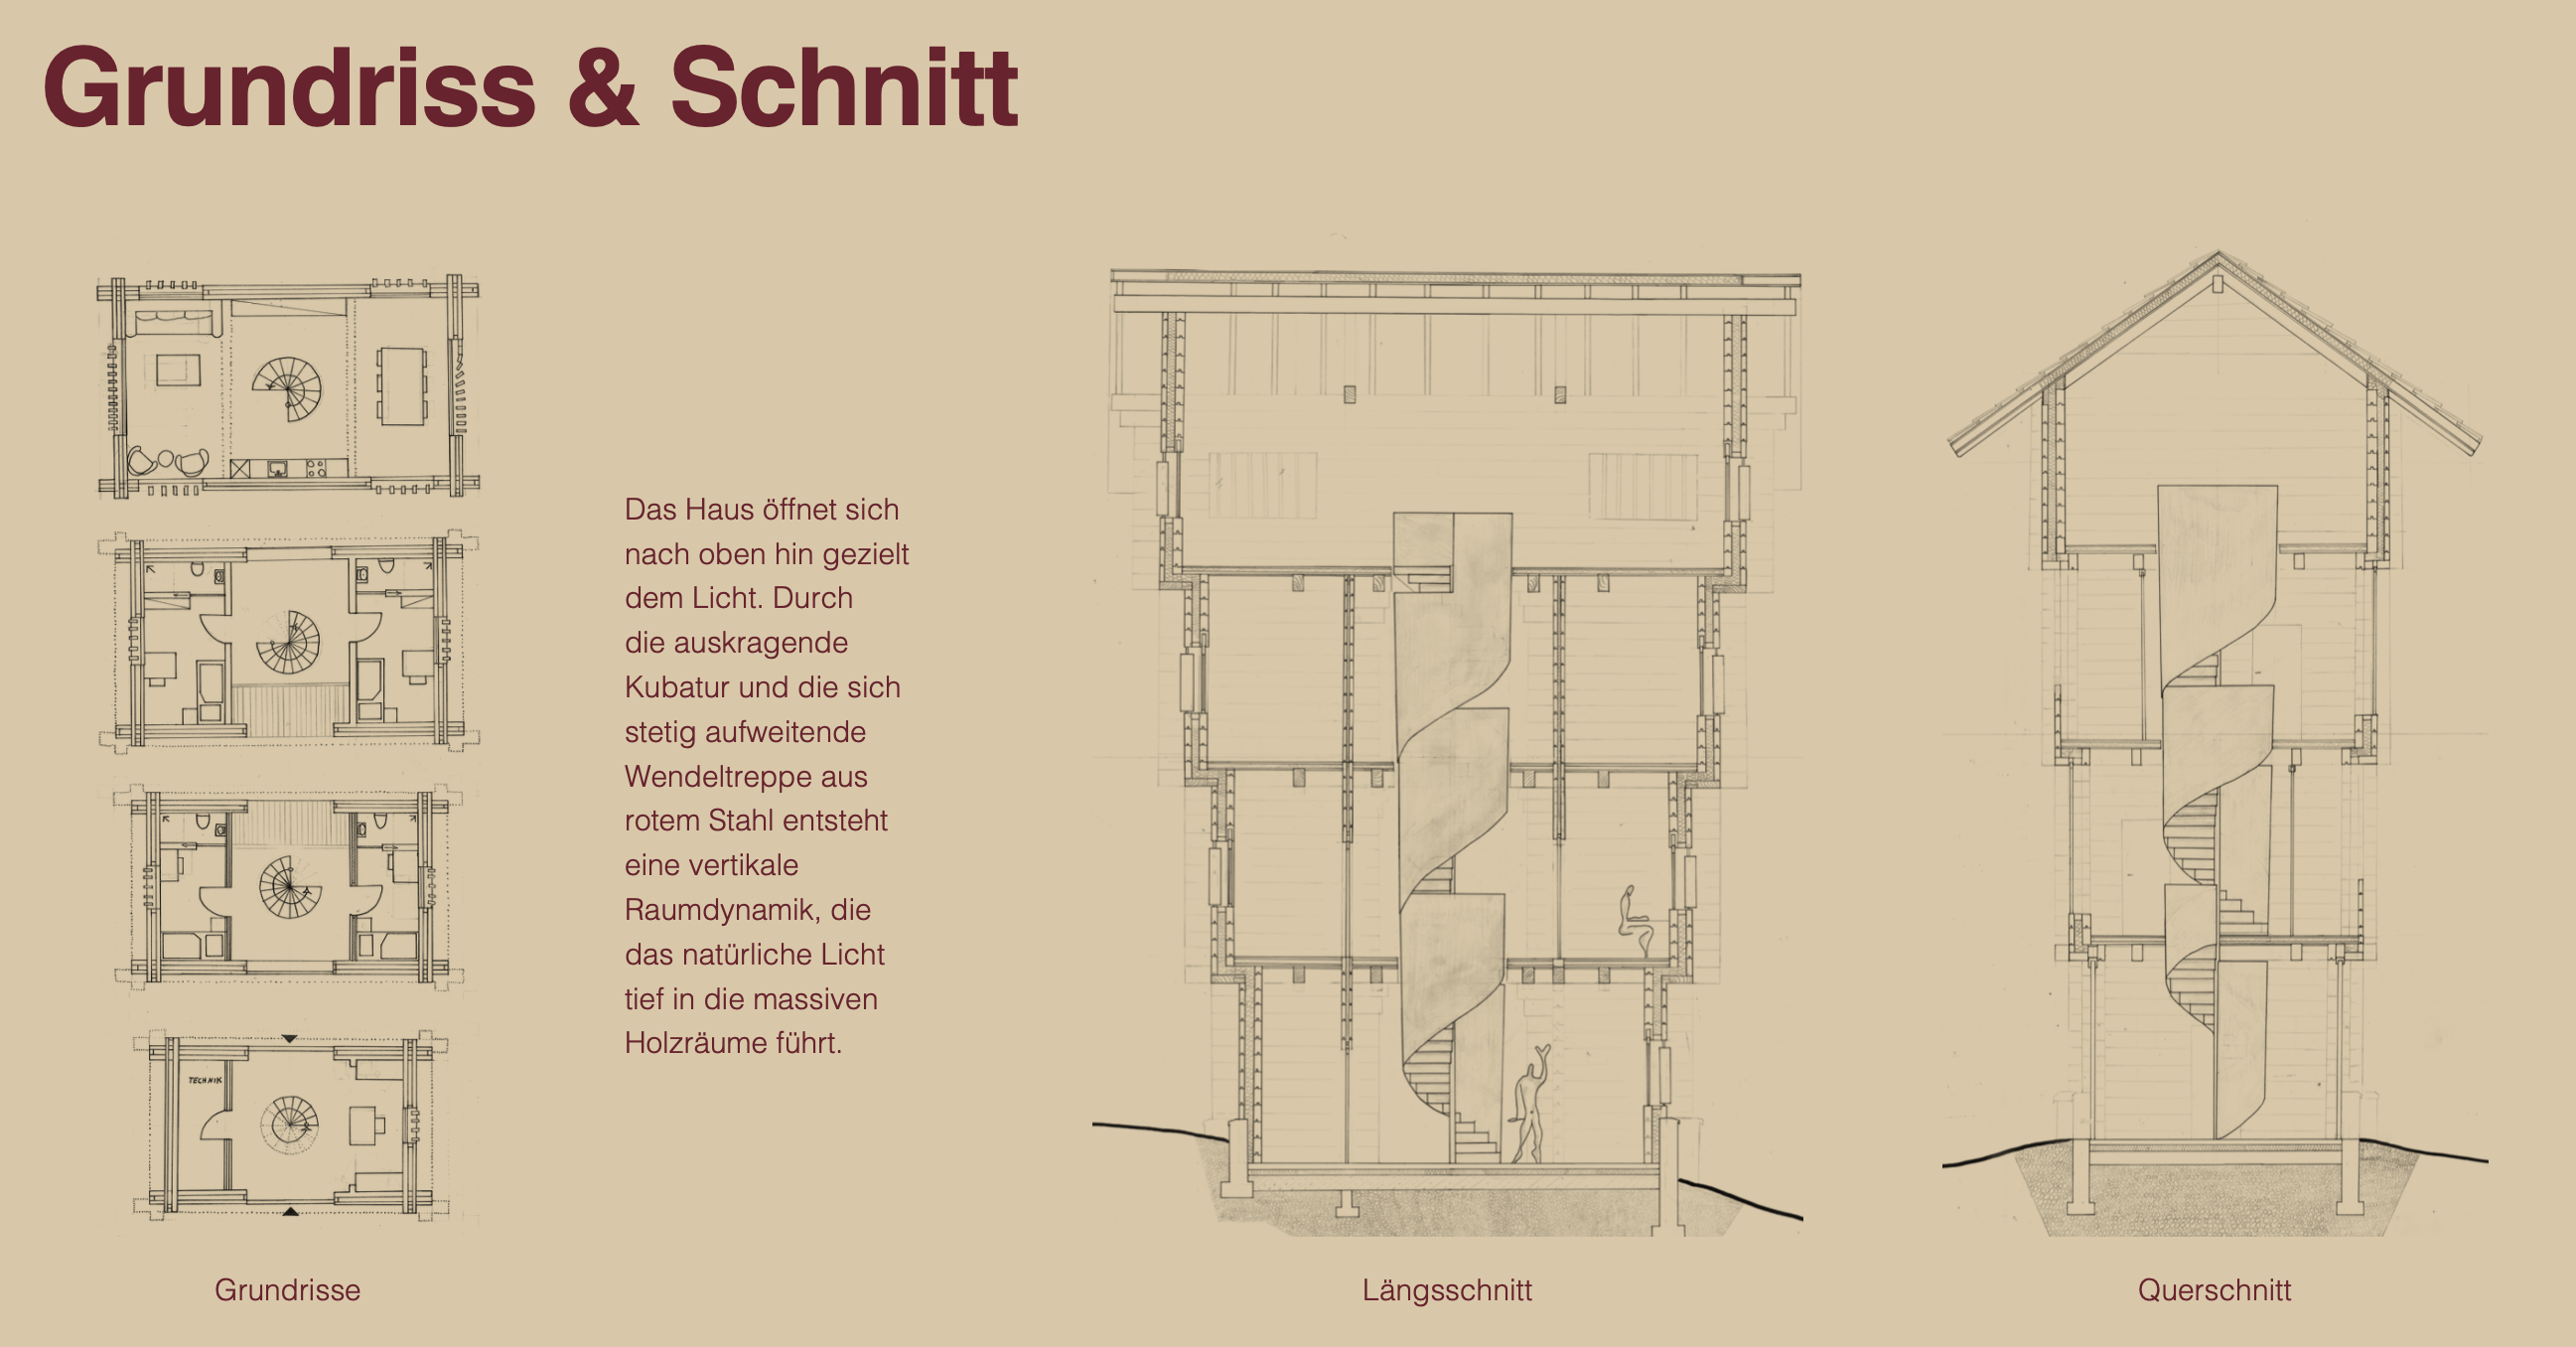 Grundriss & Schnitt
TECHNIK
Das Haus öffnet sich
nach oben hin gezielt
dem Licht. Durch
die auskragende
Kubatur und die sich
stetig aufweitende
Wendeltreppe aus
rotem Stahl entsteht
eine vertikale
Raumdynamik, die
das natürliche Licht
tief in die massiven
Holzräume führt.
Grundrisse
Längsschnitt
Querschnitt